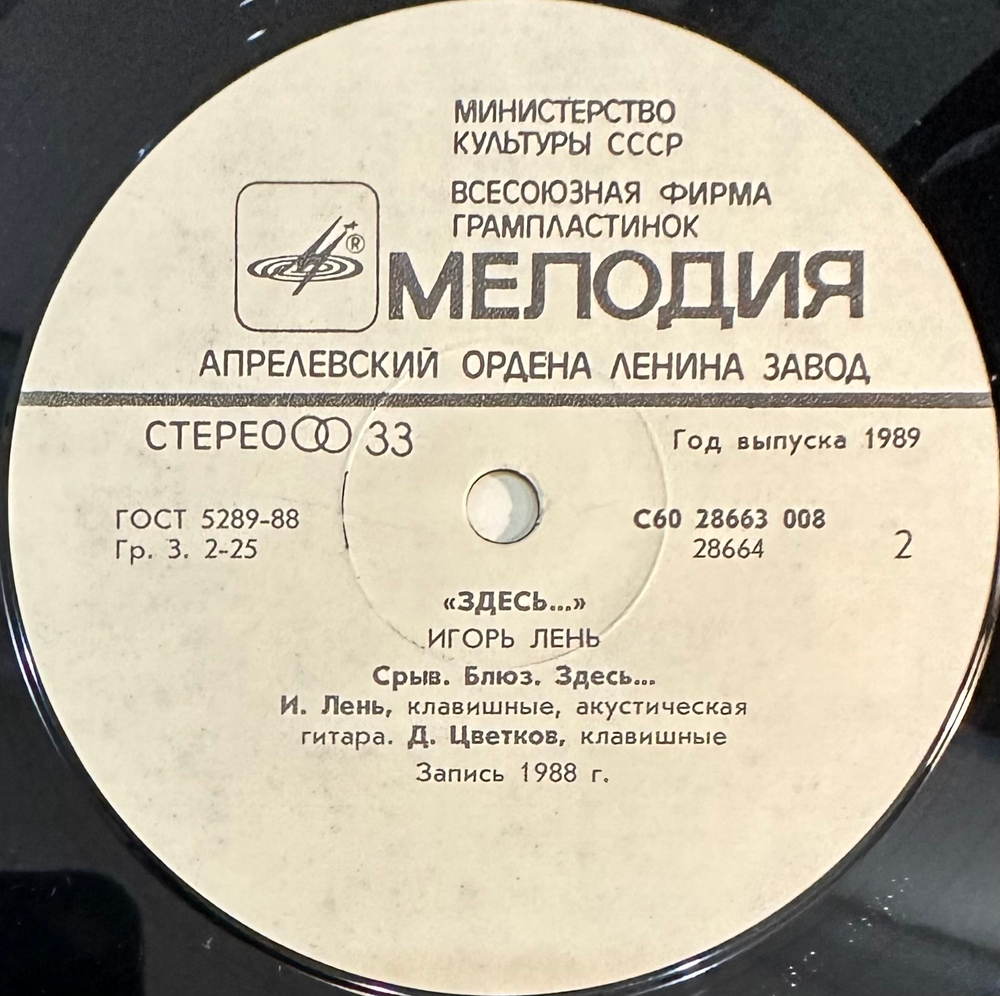 МИНИСТЕРСТВО
КУЛЬТУРЫ СССР
ВСЕСОЮЗНАЯ ФИРМА
ГРАМПЛАСТИНОК
® МЕЛОДИЯ
АПРЕЛЕВСКИЙ ОРДЕНА ЛЕНИНА ЗАВОД
СТЕРЕО 33 Год выпуска 1989
ГОСТ 5289-88 С60 28663 008
Гр. 3. 2-25 28664 2
«ЗДЕСЬ...»
ИГОРЬ ЛЕНЬ
Срыв. Блюз. Здесь...
И. Лень, клавишные, акустическая
гитара. Д. Цветков, клавишные
Запись 1988 г.